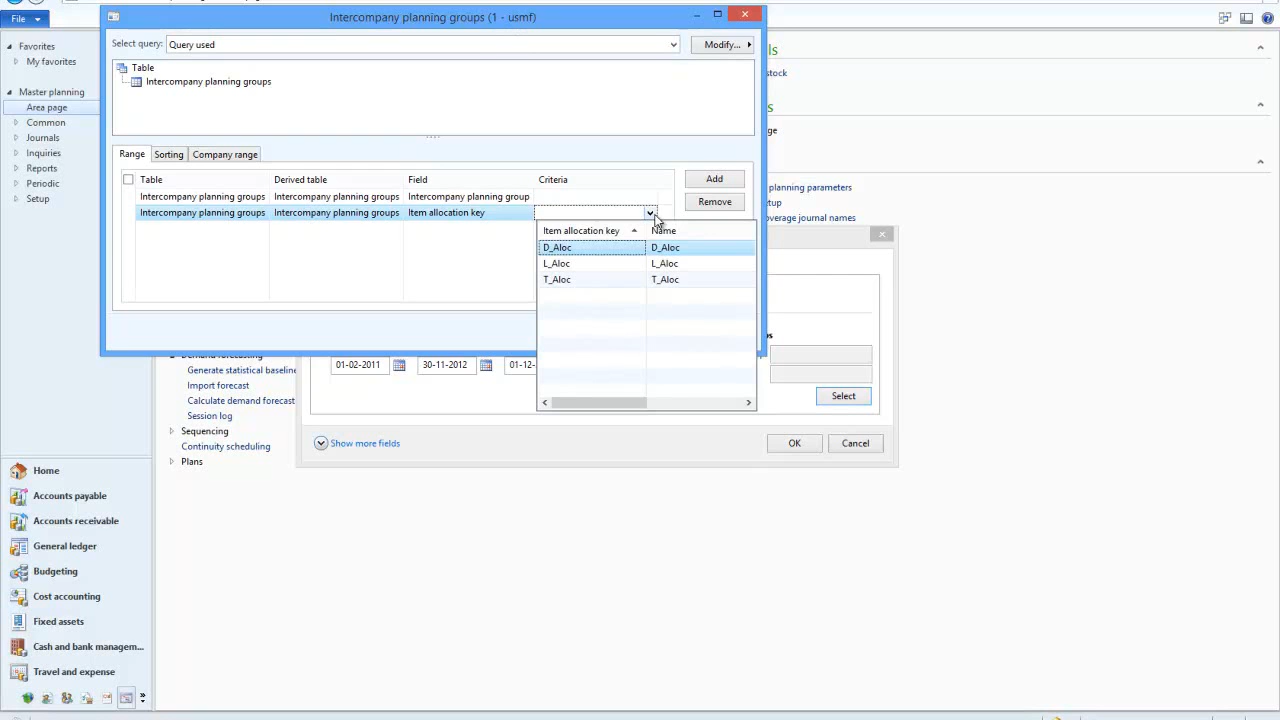 Intercompany planning groups (1 - usmf)
File
Select query:
Query used
Modify...
Favorites
My favorites
Table
Intercompany planning groups
Master planning
Area page
Common
Journals
Inquiries
Reports
Periodic
Setup
Range
Sorting
Company range
Table Derived table Field Criteria
Intercompany planning groups Intercompany planning groups Intercompany planning group
Intercompany planning groups Intercompany planning groups Item allocation key
Add
Remove
Item allocation key Name
D_Aloc D_Aloc
L_Aloc L_Aloc
T_Aloc T_Aloc
stock
planning parameters
overage journal names
01-02-2011
30-11-2012
01-12-
Select
Show more fields
OK
Cancel
Demand forecasting
Generate statistical baseline
Import forecast
Calculate demand forecast
Session log
Sequencing
Continuity scheduling
Plans
Home
Accounts payable
Accounts receivable
General ledger
Budgeting
Cost accounting
Fixed assets
Cash and bank managem...
Travel and expense